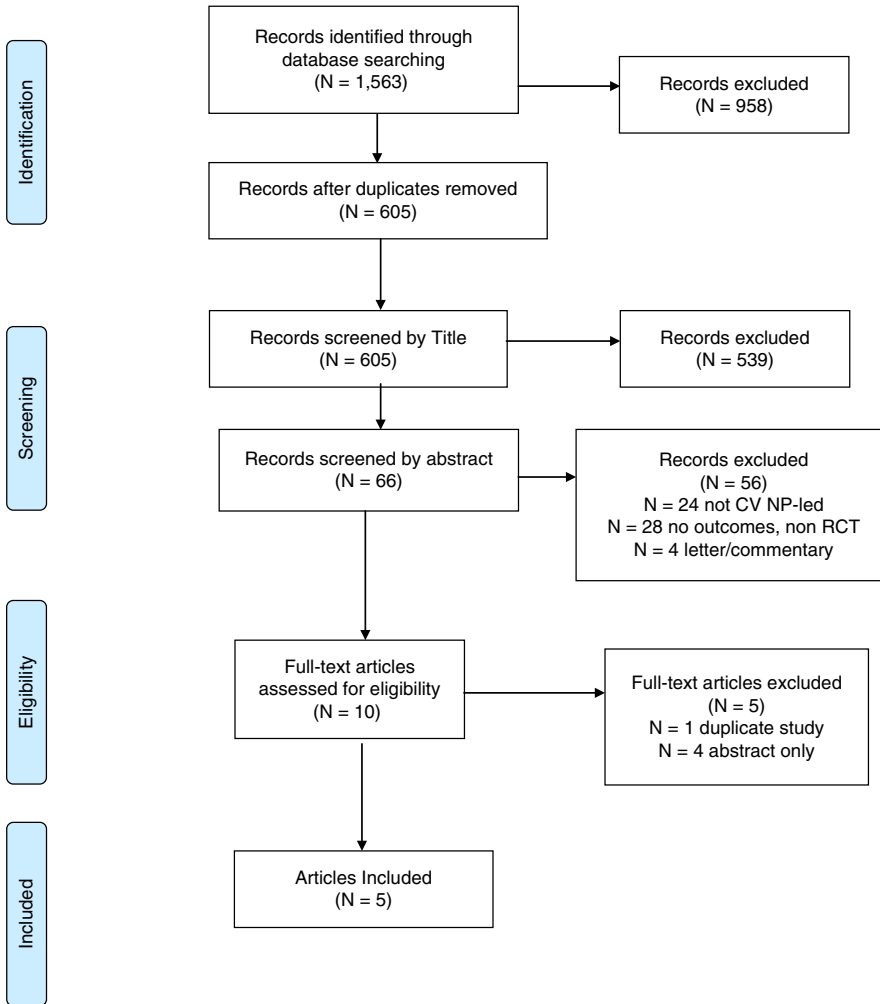 Identification
Records identified through
database searching
(N = 1,563)
Records excluded
(N = 958)
Records after duplicates removed
(N = 605)
Screening
Records screened by Title
(N = 605)
Records excluded
(N = 539)
Records screened by abstract
(N = 66)
Records excluded
(N = 56)
N = 24 not CV NP-led
N = 28 no outcomes, non RCT
N = 4 letter/commentary
Eligibility
Full-text articles
assessed for eligibility
(N = 10)
Full-text articles excluded
(N = 5)
N = 1 duplicate study
N = 4 abstract only
Included
Articles Included
(N = 5)